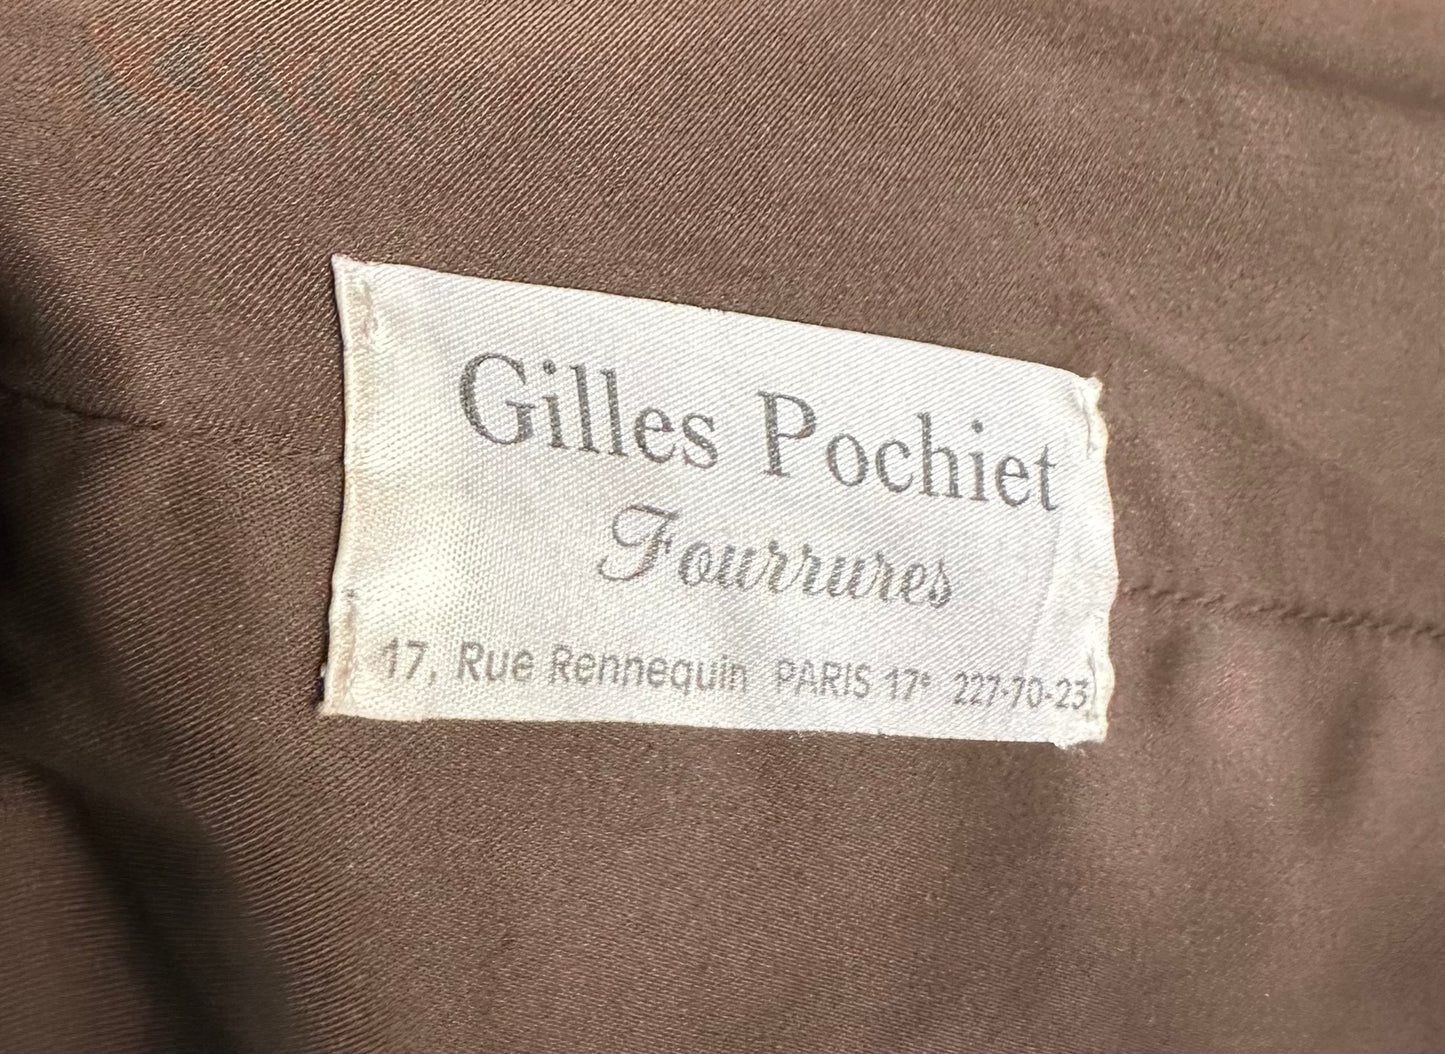 Gilles Pochiet
Fourrures
17, Rue Rennequin PARIS 17e 227-70-23